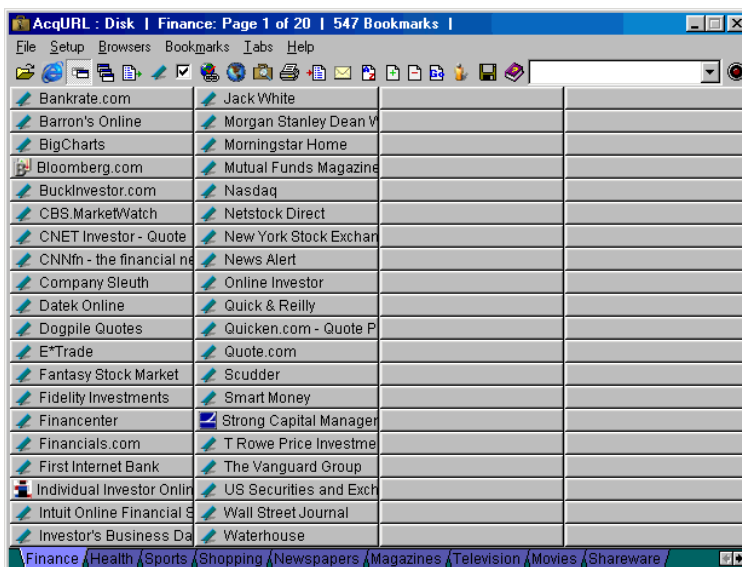 AcqURL : Disk | Finance: Page 1 of 20 | 547 Bookmarks |
File Setup Browsers Bookmarks Tabs Help
Bankrate.com
Barron's Online
BigCharts
Bloomberg.com
BuckInvestor.com
CBS.MarketWatch
CNET Investor - Quote
CNNfn - the financial ne
Company Sleuth
Datek Online
Dogpile Quotes
E*Trade
Fantasy Stock Market
Fidelity Investments
Financenter
Financials.com
First Internet Bank
Individual Investor Onlin
Intuit Online Financial S
Investor's Business Da
Jack White
Morgan Stanley Dean W
Morningstar Home
Mutual Funds Magazine
Nasdaq
Netstock Direct
New York Stock Exchan
News Alert
Online Investor
Quick & Reilly
Quicken.com - Quote P
Quote.com
Scudder
Smart Money
Strong Capital Manager
T Rowe Price Investme
The Vanguard Group
US Securities and Exch
Wall Street Journal
Waterhouse
Finance Health Sports Shopping Newspapers Magazines Television Movies Shareware